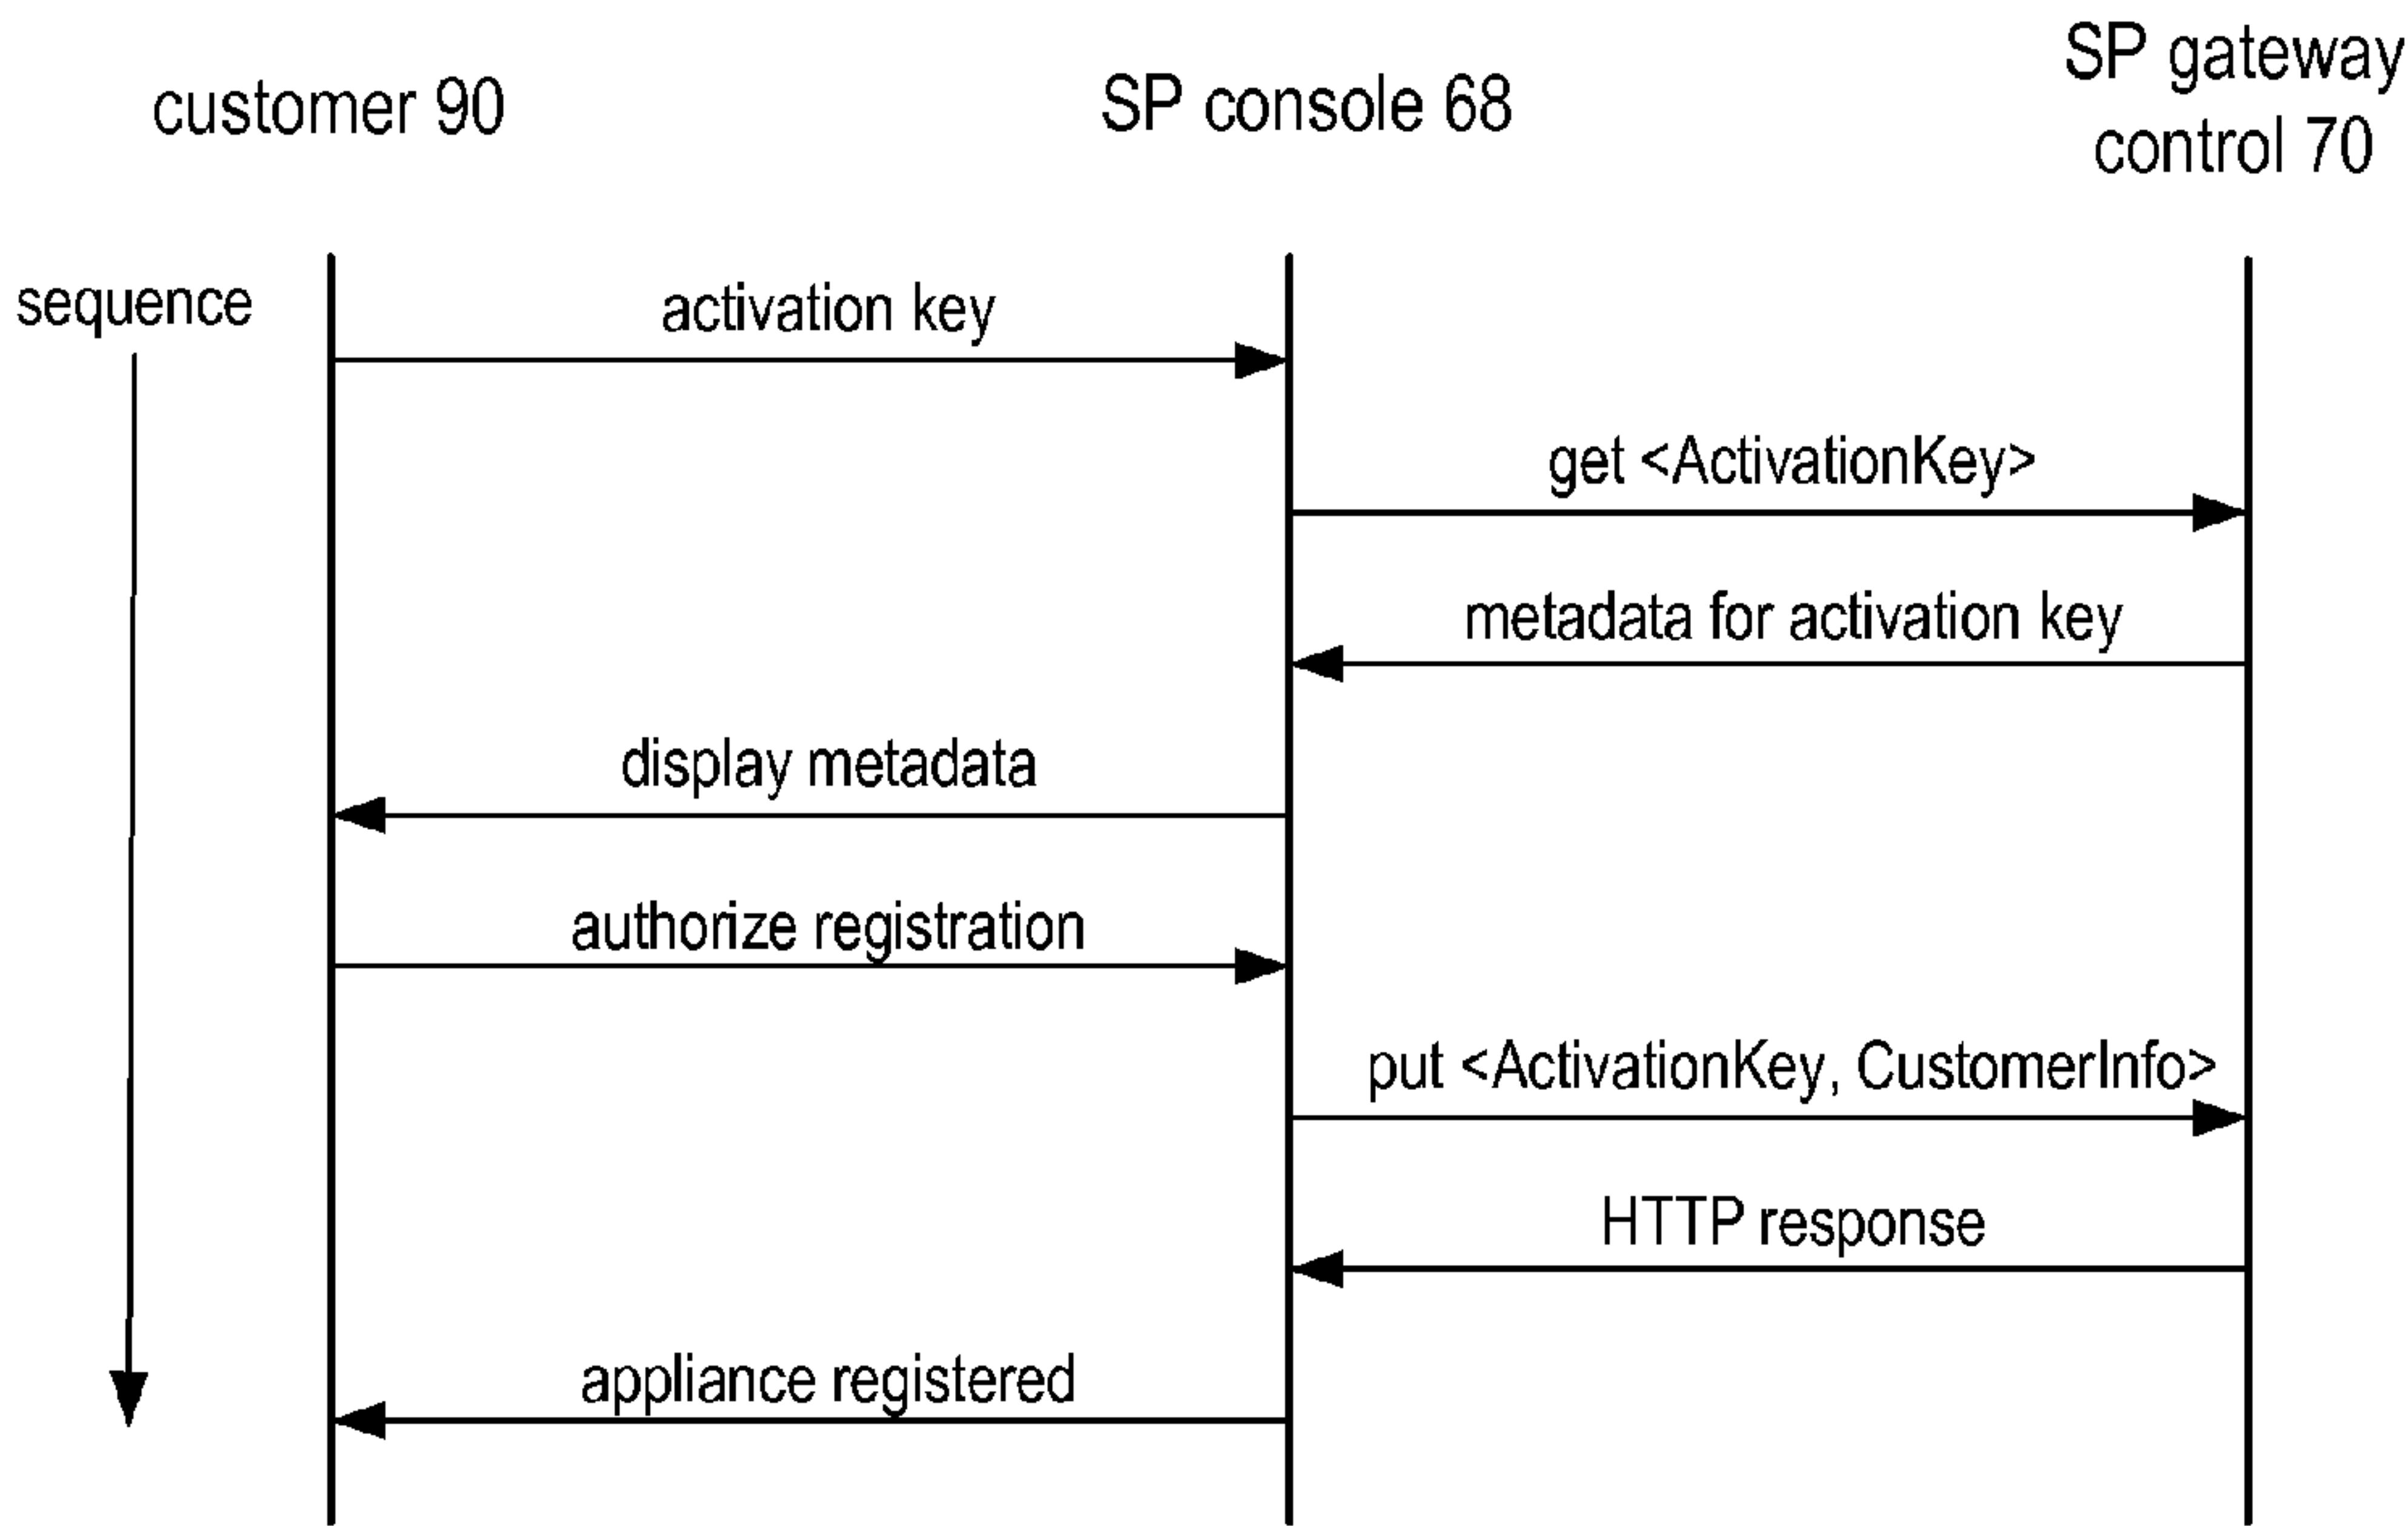 customer 90
SP console 68
SP gateway
control 70
sequence
activation key
get <ActivationKey>
metadata for activation key
display metadata
authorize registration
put <ActivationKey, CustomerInfo>
HTTP response
appliance registered